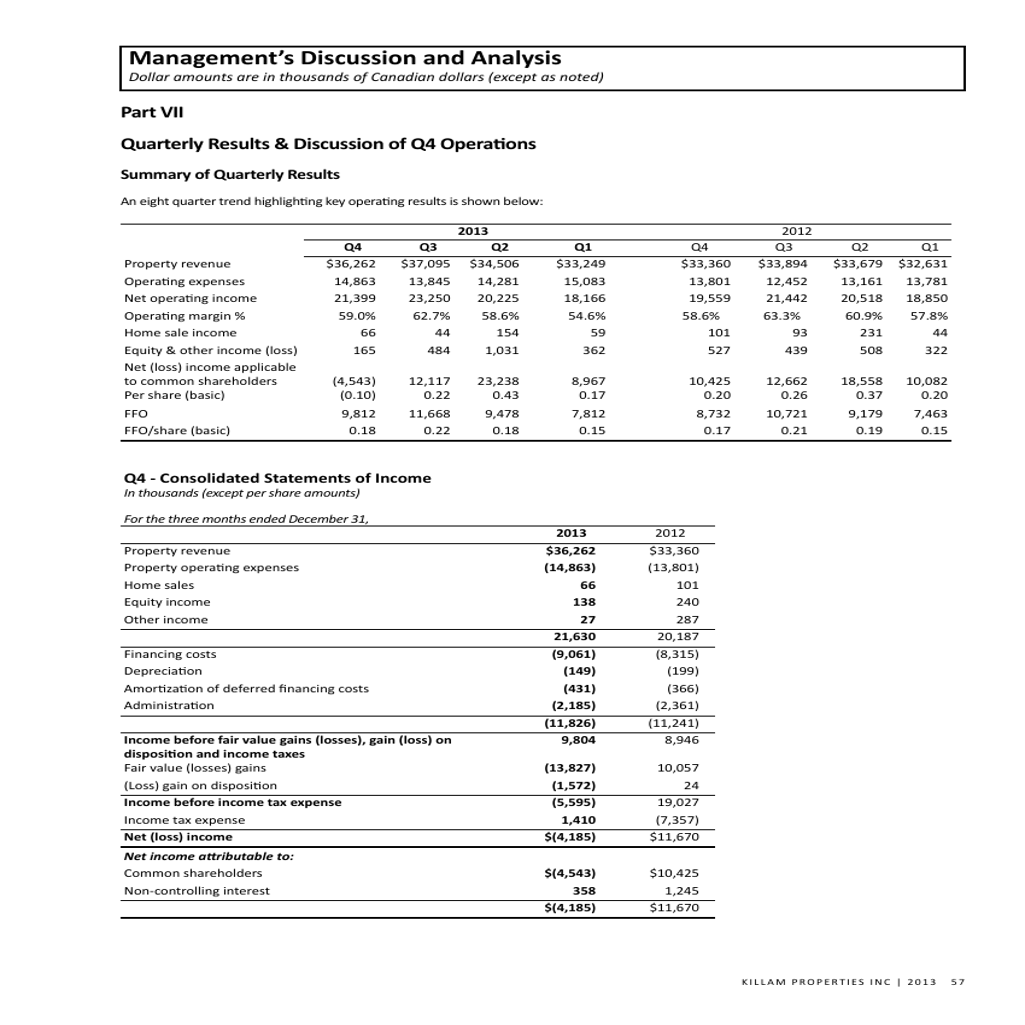 Management's Discussion and Analysis
Dollar amounts are in thousands of Canadian dollars (except as noted)
Part VII
Quarterly Results & Discussion of Q4 Operations
Summary of Quarterly Results
An eight quarter trend highlighting key operating results is shown below:
2013 2012
Q4 Q3 Q2 Q1 Q4 Q3 Q2 Q1
Property revenue $36,262 $37,095 $34,506 $33,249 $33,360 $33,894 $33,679 $32,631
Operating expenses 14,863 13,845 14,281 15,083 13,801 12,452 13,161 13,781
Net operating income 21,399 23,250 20,225 18,166 19,559 21,442 20,518 18,850
Operating margin % 59.0% 62.7% 58.6% 54.6% 58.6% 63.3% 60.9% 57.8%
Home sale income 66 44 154 59 101 93 231 44
Equity & other income (loss) 165 484 1,031 362 527 439 508 322
Net (loss) income applicable
to common shareholders (4,543) 12,117 23,238 8,967 10,425 12,662 18,558 10,082
Per share (basic) (0.10) 0.22 0.43 0.17 0.20 0.26 0.37 0.20
FFO 9,812 11,668 9,478 7,812 8,732 10,721 9,179 7,463
FFO/share (basic) 0.18 0.22 0.18 0.15 0.17 0.21 0.19 0.15
Q4 - Consolidated Statements of Income
In thousands (except per share amounts)
For the three months ended December 31,
2013 2012
Property revenue $36,262 $33,360
Property operating expenses (14,863) (13,801)
Home sales 66 101
Equity income 138 240
Other income 27 287
21,630 20,187
Financing costs (9,061) (8,315)
Depreciation (149) (199)
Amortization of deferred financing costs (431) (366)
Administration (2,185) (2,361)
(11,826) (11,241)
Income before fair value gains (losses), gain (loss) on 9,804 8,946
disposition and income taxes
Fair value (losses) gains (13,827) 10,057
(Loss) gain on disposition (1,572) 24
Income before income tax expense (5,595) 19,027
Income tax expense 1,410 (7,357)
Net (loss) income $(4,185) $11,670
Net income attributable to:
Common shareholders $(4,543) $10,425
Non-controlling interest 358 1,245
$(4,185) $11,670
KILLAM PROPERTIES INC | 2013 57